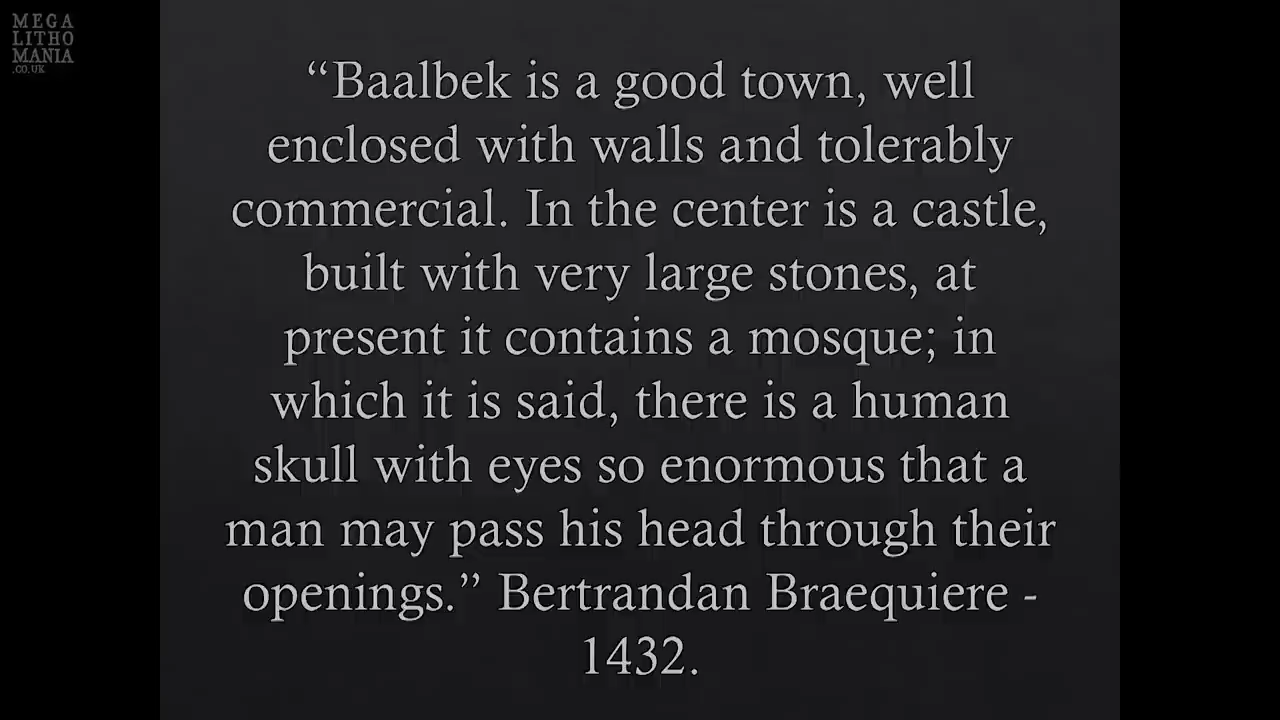 MEGA
LITHO
MANIA
.CO.UK
“Baalbek is a good town, well
enclosed with walls and tolerably
commercial. In the center is a castle,
built with very large stones, at
present it contains a mosque; in
which it is said, there is a human
skull with eyes so enormous that a
man may pass his head through their
openings.” Bertrandan Braequiere -
1432.